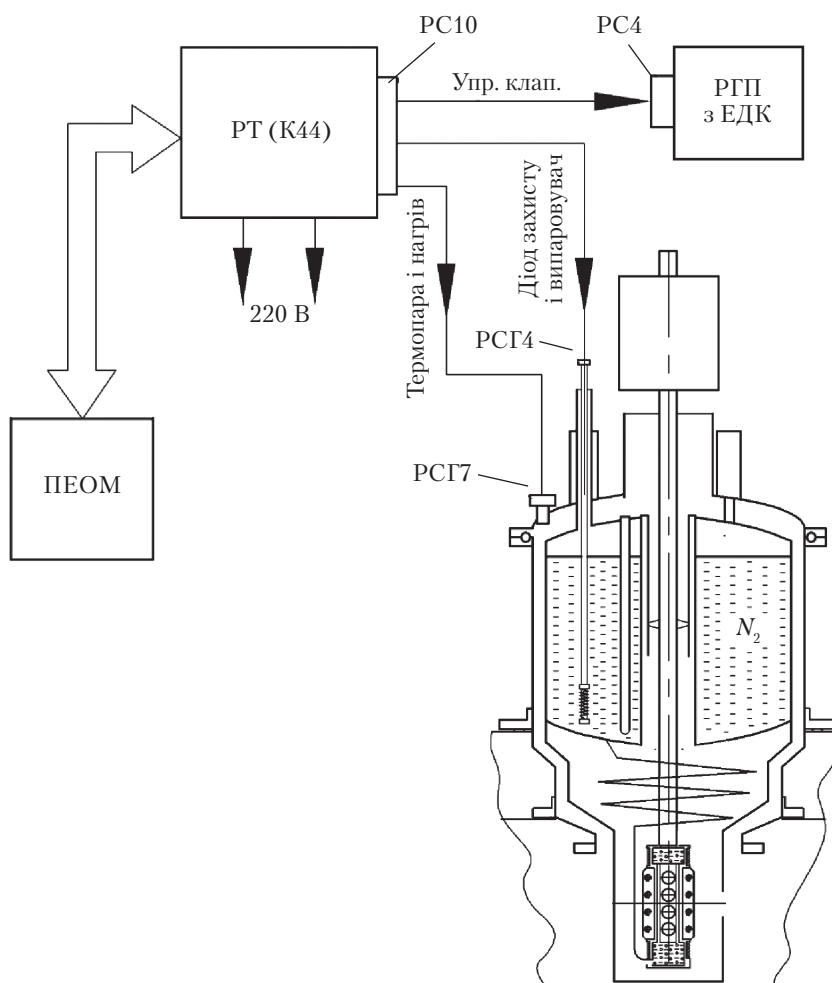 РС10
РС4
Упр. клап.
РГП
з ЕДК
РТ (К44)
Термопара і нагрів
Діод захисту
і випаровувач
220 В
РСГ4
ПЕОМ
РСГ7
N₂